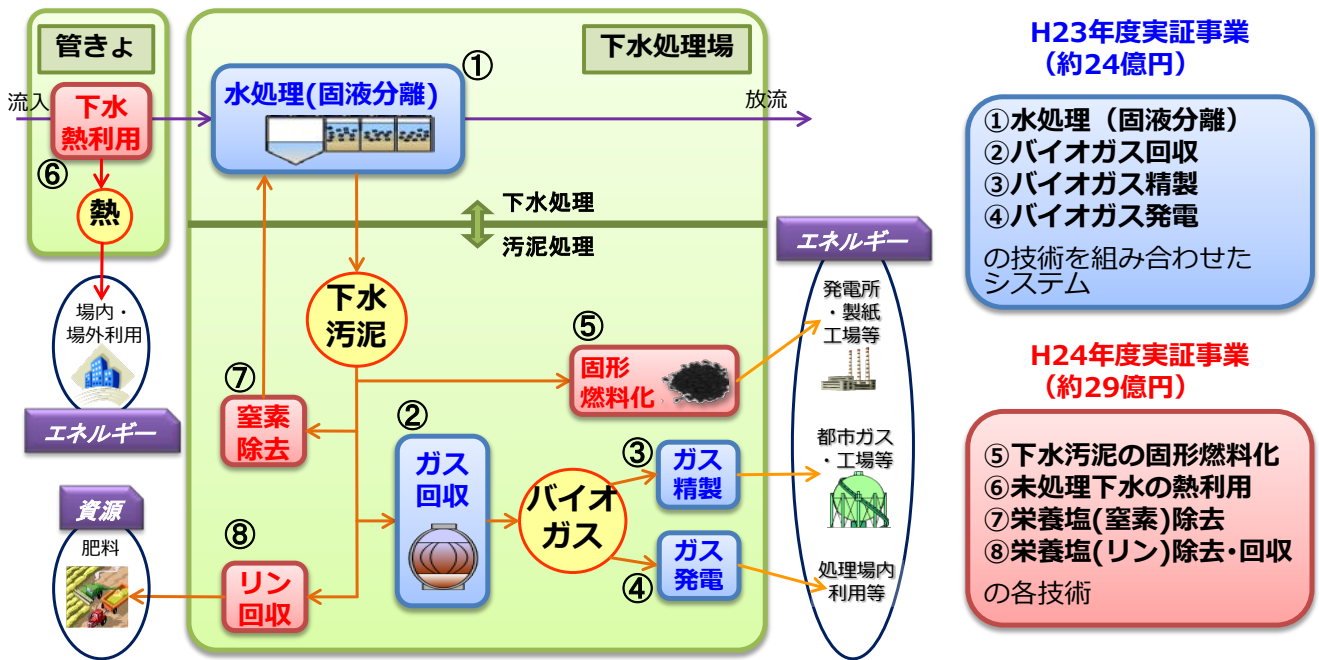 管きょ
下水処理場
①
水処理(固液分離)
流入
放流
下水
熱利用
⑥
熱
下水処理
汚泥処理
場内・
場外利用
エネルギー
資源
肥料
下水
汚泥
⑤
固形
燃料化
⑦
窒素
除去
②
ガス
回収
⑧
リン
回収
バイオ
ガス
③
ガス
精製
④
ガス
発電
エネルギー
発電所
・製紙
工場等
都市ガス
・工場等
処理場内
利用等
H23年度実証事業
（約24億円）
①水処理（固液分離）
②バイオガス回収
③バイオガス精製
④バイオガス発電
の技術を組み合わせた
システム
H24年度実証事業
（約29億円）
⑤下水汚泥の固形燃料化
⑥未処理下水の熱利用
⑦栄養塩(窒素)除去
⑧栄養塩(リン)除去・回収
の各技術